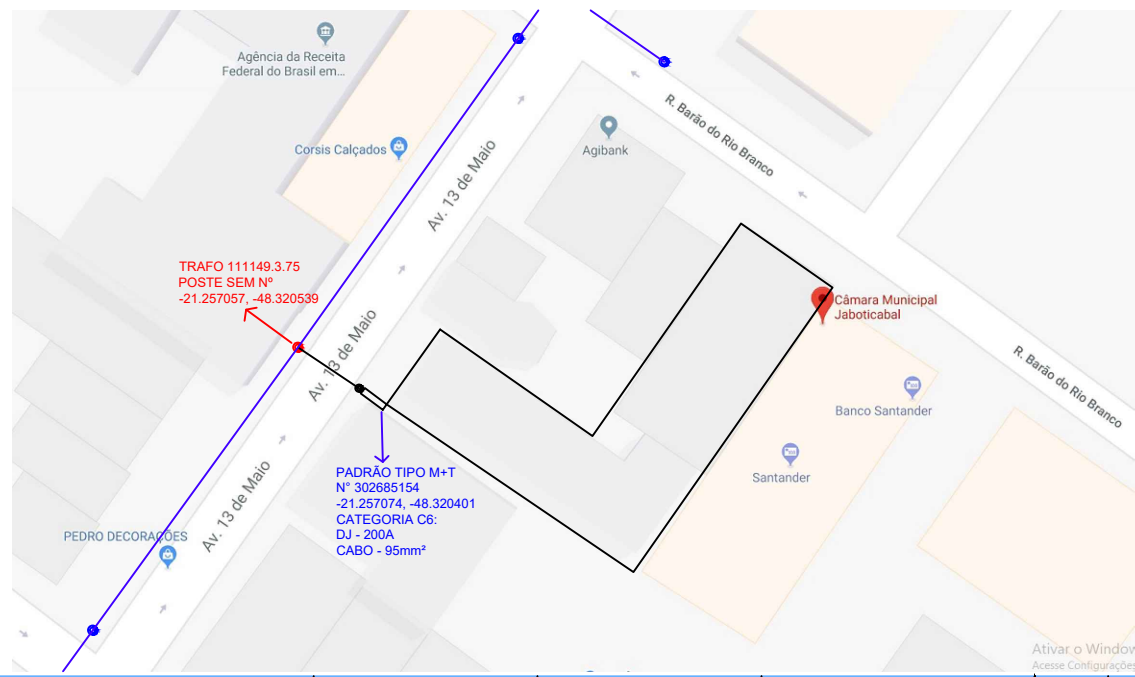 Agência da Receita
Federal do Brasil em...
Corsis Calçados
Av. 13 de Maio
R. Barão do Rio Branco
Agibank
TRAFO 111149.3.75
POSTE SEM Nº
-21.257057, -48.320539
Av. 13 de Maio
Câmara Municipal
Jaboticabal
R. Barão do Rio Branco
Banco Santander
Santander
PADRÃO TIPO M+T
N° 302685154
-21.257074, -48.320401
CATEGORIA C6:
DJ - 200A
CABO - 95mm²
Av. 13 de Maio
PEDRO DECORAÇÕES
Ativar o Window
Acesse Configurações